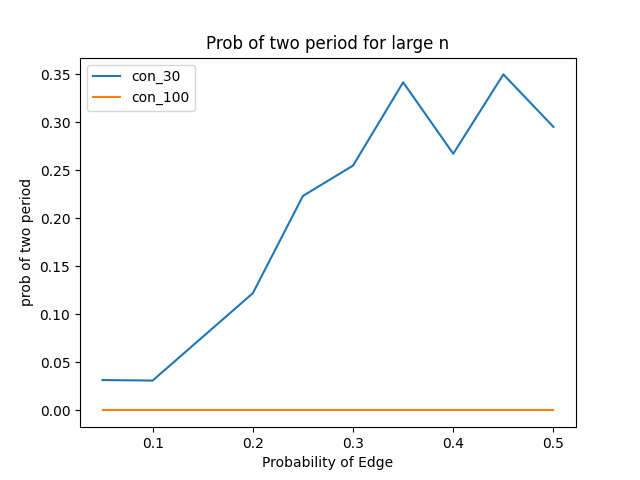 Prob of two period for large n
con_30
con_100
prob of two period
0.35
0.30
0.25
0.20
0.15
0.10
0.05
0.00
0.1 0.2 0.3 0.4 0.5
Probability of Edge